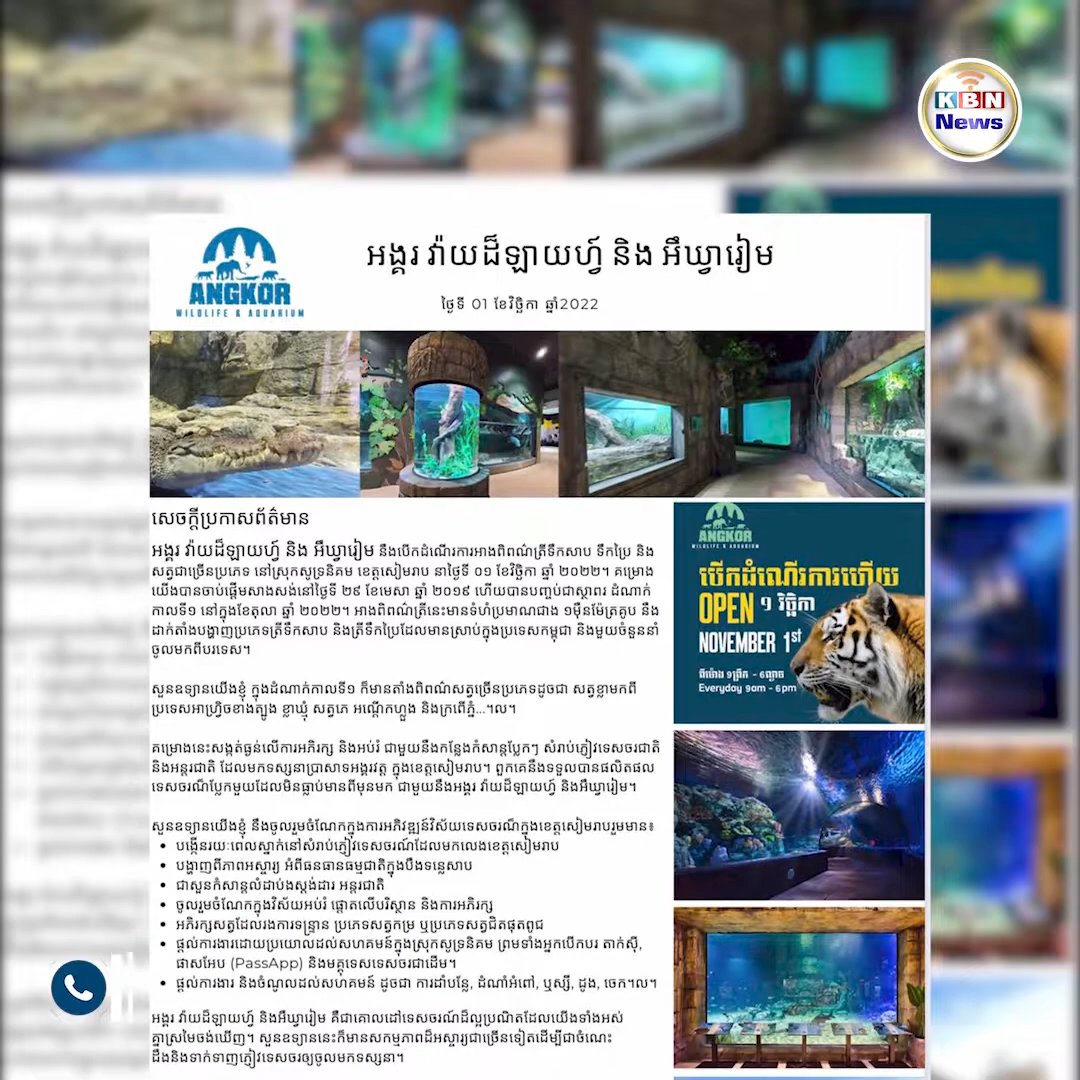 KBN
News
ANGKOR
WILDLIFE & AQUARIUM
អង្គរ វ៉ាយដ៏ឡាយហ្វ៍ និង អឹឃ្វារៀម
ថ្ងៃទី 01 ខែវិច្ឆិកា ឆ្នាំ2022
សេចក្ដីប្រកាសព័ត៌មាន
អង្គរ វ៉ាយដ៏ឡាយហ្វ៍ និង អឹឃ្វារៀម នឹងបើកដំណើរការអាងពិពណ៌ត្រីទឹកសាប ទឹកប្រៃ និង
សត្វជាច្រើនប្រភេទ នៅស្រុកសូទ្រនិគម ខេត្តសៀមរាប នាថ្ងៃទី ០១ ខែវិច្ឆិកា ឆ្នាំ ២០២២។ គម្រោង
យើងបានចាប់ផ្ដើមសាងសង់នៅថ្ងៃទី ២៩ ខែមេសា ឆ្នាំ ២០១៩ ហើយបានបញ្ចប់ជាស្ថាពរ ដំណាក់
កាលទី១ នៅក្នុងខែតុលា ឆ្នាំ ២០២២។ អាងពិពណ៌ត្រីនេះមានទំហំប្រមាណជាង ១ម៉ឺនម៉ែត្រគូប នឹង
ដាក់តាំងបង្ហាញប្រភេទត្រីទឹកសាប និងត្រីទឹកប្រៃដែលមានស្រាប់ក្នុងប្រទេសកម្ពុជា និងមួយចំនួននាំ
ចូលមកពីបរទេស។
សួនឧទ្យានយើងខ្ញុំ ក្នុងដំណាក់កាលទី១ ក៏មានតាំងពិពណ៌សត្វច្រើនប្រភេទដូចជា សត្វខ្លាមកពី
ប្រទេសអាហ្វ្រិចខាងត្បូង ខ្លាឃ្មុំ សត្វភេ អណ្ដើកហ្លួង និងក្រពើភ្នំ...។ល។
គម្រោងនេះសង្កត់ធ្ងន់លើការអភិរក្ស និងអប់រំ ជាមួយនឹងកន្លែងកំសាន្តប្លែកៗ សំរាប់ភ្ញៀវទេសចរជាតិ
និងអន្តរជាតិ ដែលមកទស្សនាប្រាសាទអង្គរវត្ត ក្នុងខេត្តសៀមរាប។ ពួកគេនឹងទទួលបានផលិតផល
ទេសចរណ៍ប្លែកមួយដែលមិនធ្លាប់មានពីមុនមក ជាមួយនឹងអង្គរ វ៉ាយដ៏ឡាយហ្វ៍ និងអឹឃ្វារៀម។
សួនឧទ្យានយើងខ្ញុំ នឹងចូលរួមចំណែកក្នុងការអភិវឌ្ឍន៍វិស័យទេសចរណ៍ក្នុងខេត្តសៀមរាបរួមមាន៖
• បង្កើនរយៈពេលស្នាក់នៅសំរាប់ភ្ញៀវទេសចរណ៍ដែលមកលេងខេត្តសៀមរាប
• បង្ហាញពីភាពអស្ចារ្យ អំពីធនធានធម្មជាតិក្នុងបឹងទន្លេសាប
• ជាសួនកំសាន្តលំដាប់បងស្តង់ដារ អន្តរជាតិ
• ចូលរួមចំណែកក្នុងវិស័យអប់រំ ផ្ដោតលើបរិស្ថាន និងការអភិរក្ស
• អភិរក្សសត្វដែលរងការទន្ទ្រាន ប្រភេទសត្វកម្រ ឬប្រភេទសត្វជិតផុតពូជ
• ផ្ដល់ការងារដោយប្រយោលដល់សហគមន៍ក្នុងស្រុកសូទ្រនិគម ព្រមទាំងអ្នកបើកបរ តាក់ស៊ី,
ផាសអែប (PassApp) និងមគ្គុទេសទេសចរជាដើម។
• ផ្ដល់ការងារ និងចំណូលដល់សហគមន៍ ដូចជា ការដាំបន្លែ, ដំណាំអំពៅ, ឬស្សី, ដូង, ចេក។ល។
អង្គរ វ៉ាយដ៏ឡាយហ្វ៍ និងអឹឃ្វារៀម គឺជាគោលដៅទេសចរណ៍ដ៏ល្អប្រណិតដែលយើងទាំងអស់
គ្នាស្រមៃចង់ឃើញ។ សួនឧទ្យាននេះក៏មានសកម្មភាពដ៏អស្ចារ្យជាច្រើនទៀតដើម្បីជាចំណេះ
ដឹងនិងទាក់ទាញភ្ញៀវទេសចរឲ្យចូលមកទស្សនា។
ANGKOR
WILDLIFE & AQUARIUM
បើកដំណើរការហើយ
OPEN ១ វិច្ឆិកា
NOVEMBER 1st
ពីម៉ោង ៩ព្រឹក - ៦ល្ងាច
Everyday 9am - 6pm